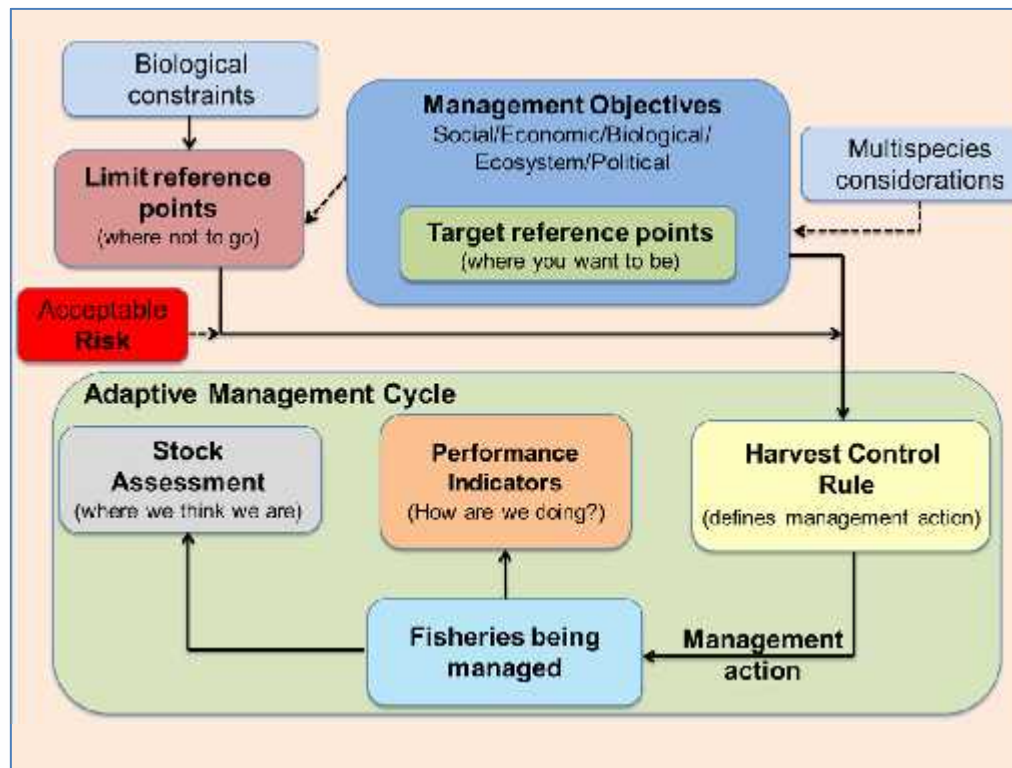 Biological
constraints
Management Objectives
Social/Economic/Biological/
Ecosystem/Political
Multispecies
considerations
Limit reference
points
(where not to go)
Target reference points
(where you want to be)
Acceptable
Risk
Adaptive Management Cycle
Stock
Assessment
(where we think we are)
Performance
Indicators
(How are we doing?)
Harvest Control
Rule
(defines management action)
Fisheries being
managed
Management
action